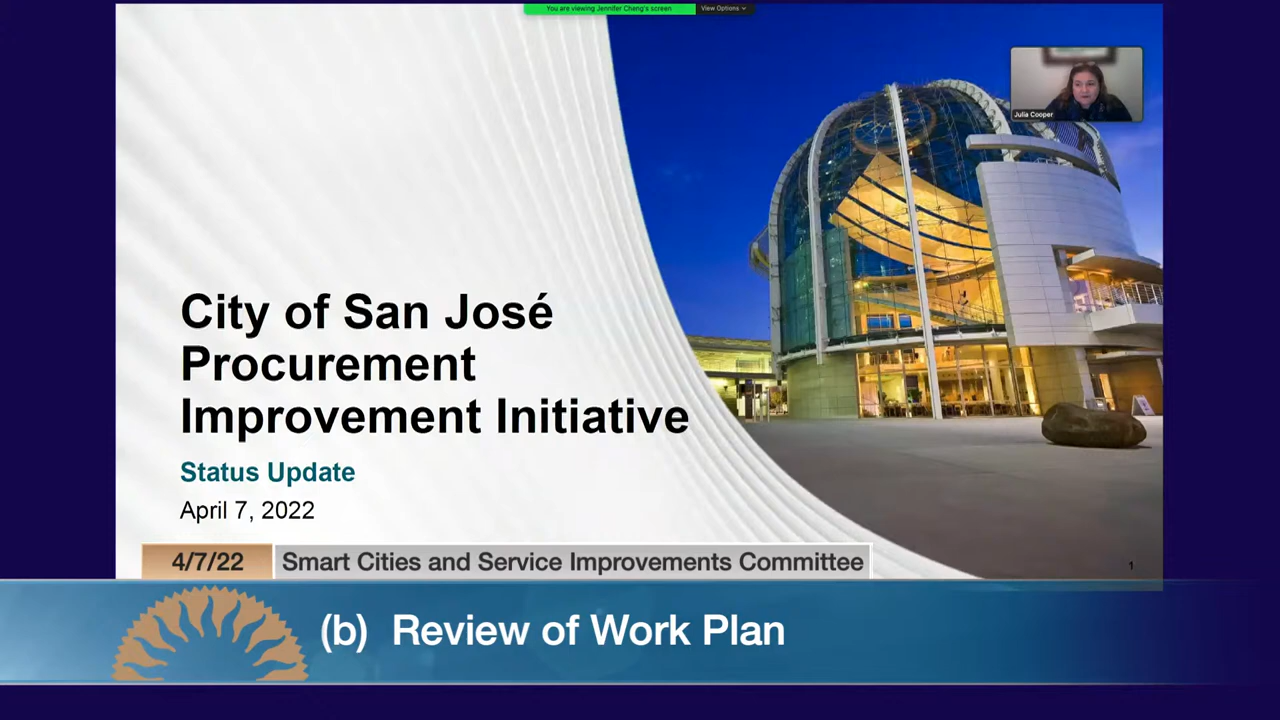 You are viewing Jennifer Cheng's screen
View Options
Julia Cooper
City of San José
Procurement
Improvement Initiative
Status Update
April 7, 2022
1
4/7/22
Smart Cities and Service Improvements Committee
(b) Review of Work Plan